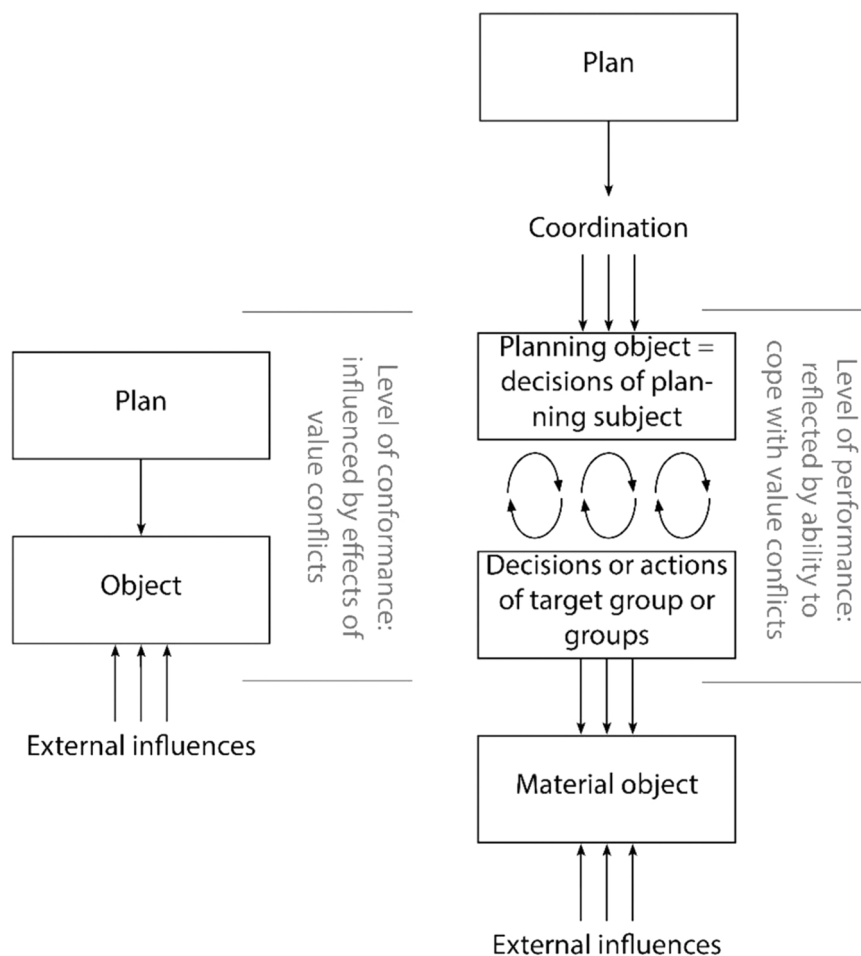 Plan
Object
External influences
Level of conformance:
influenced by effects of
value conflicts
Plan
Coordination
Planning object =
decisions of plan-
ning subject
Decisions or actions
of target group or
groups
Material object
External influences
Level of performance:
reflected by ability to
cope with value conflicts